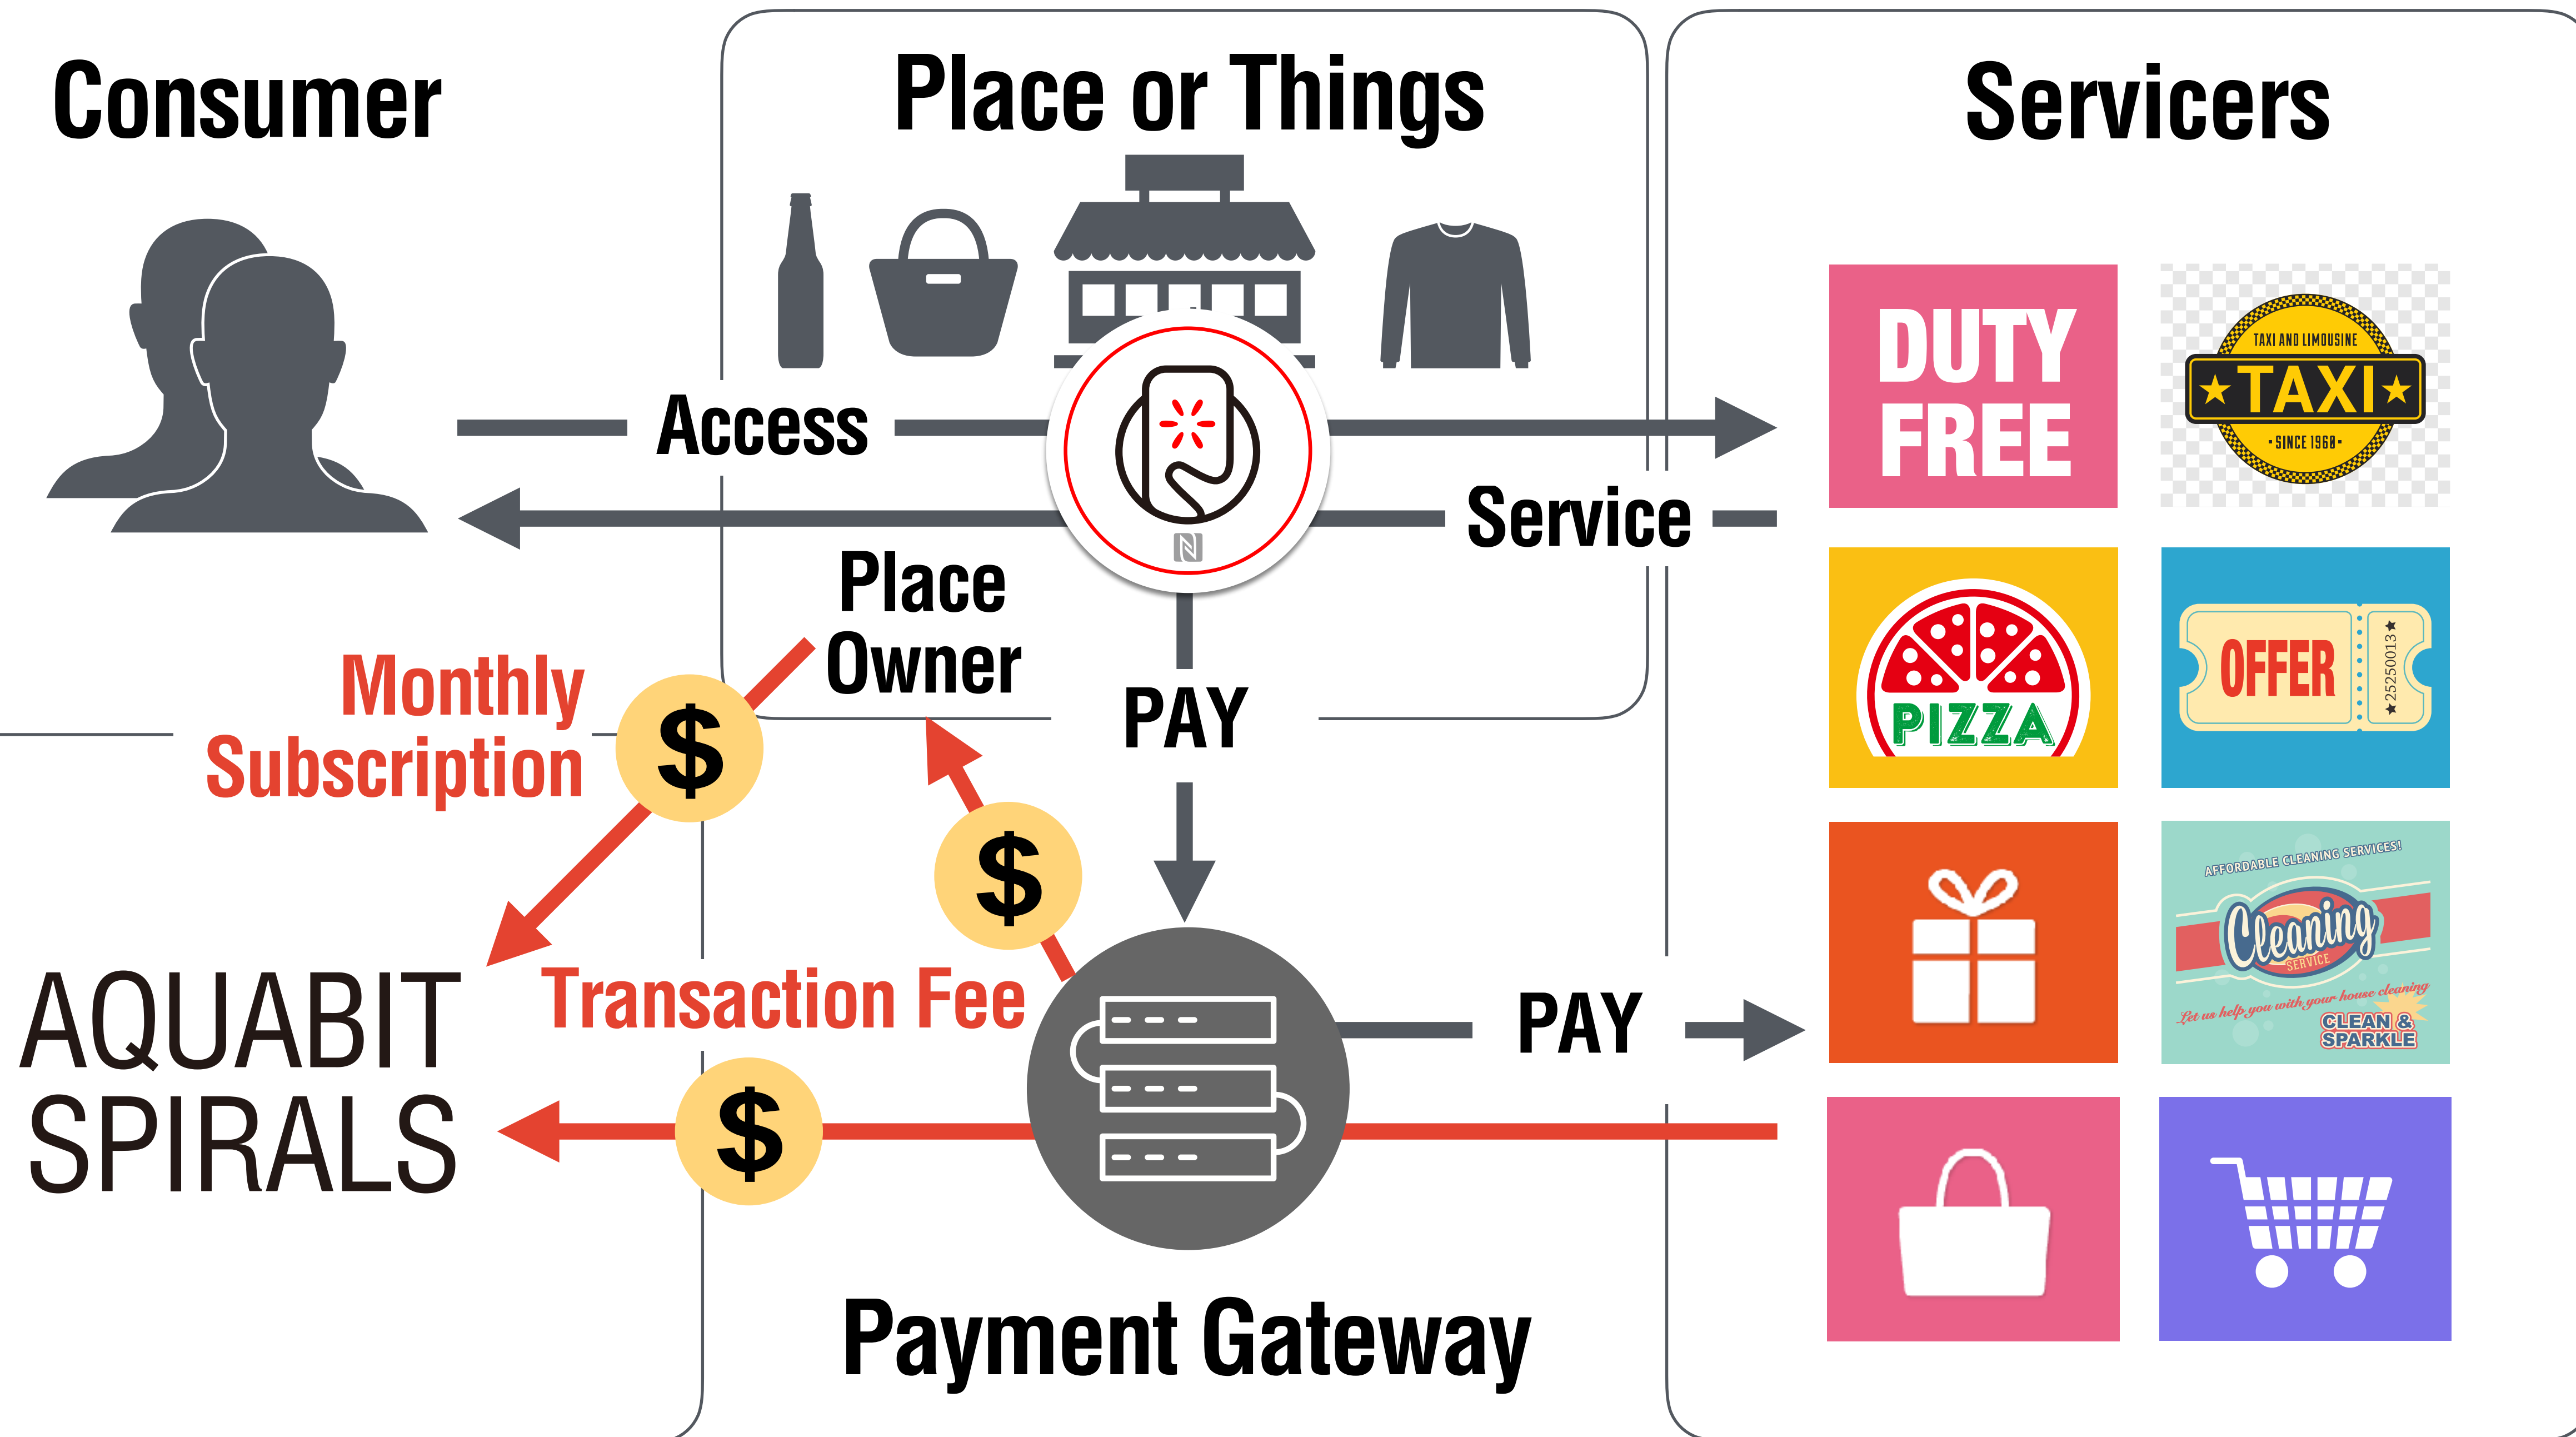 Consumer
Place or Things
Servicers
Access
Service
Place
Owner
PAY
Monthly
Subscription
$
$
Transaction Fee
$
PAY
AQUABIT
SPIRALS
Payment Gateway
DUTY
FREE
TAXI AND LIMOUSINE
★TAXI★
·SINCE 1960·
PIZZA
OFFER
★25250013★
AFFORDABLE CLEANING SERVICES!
Cleaning
SERVICE
Let us help you with your house cleaning
CLEAN &
SPARKLE